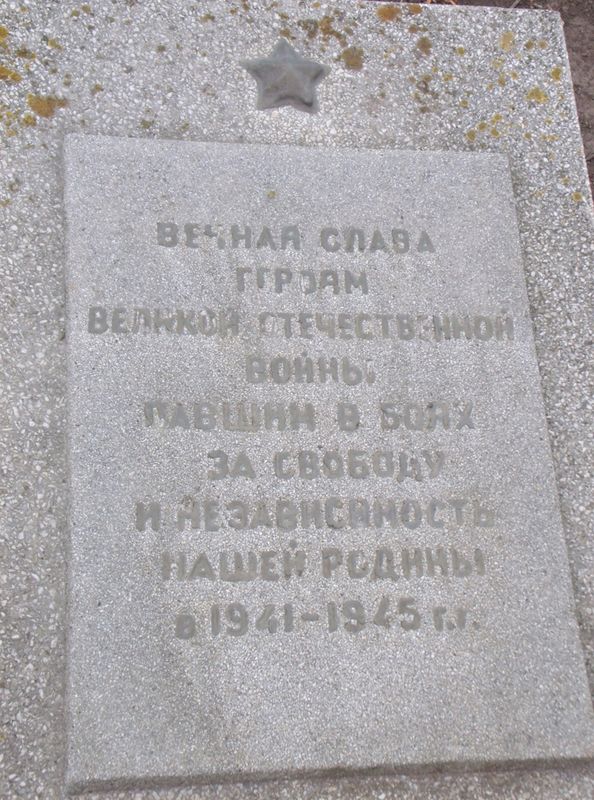 ВЕЧНАЯ СЛАВА
ГЕРОЯМ
ВЕЛИКОЙ ОТЕЧЕСТВЕННОЙ
ВОЙНЫ
ПАВШИМ В БОЯХ
ЗА СВОБОДУ
И НЕЗАВИСИМОСТЬ
НАШЕЙ РОДИНЫ
в 1941-1945 г.г.